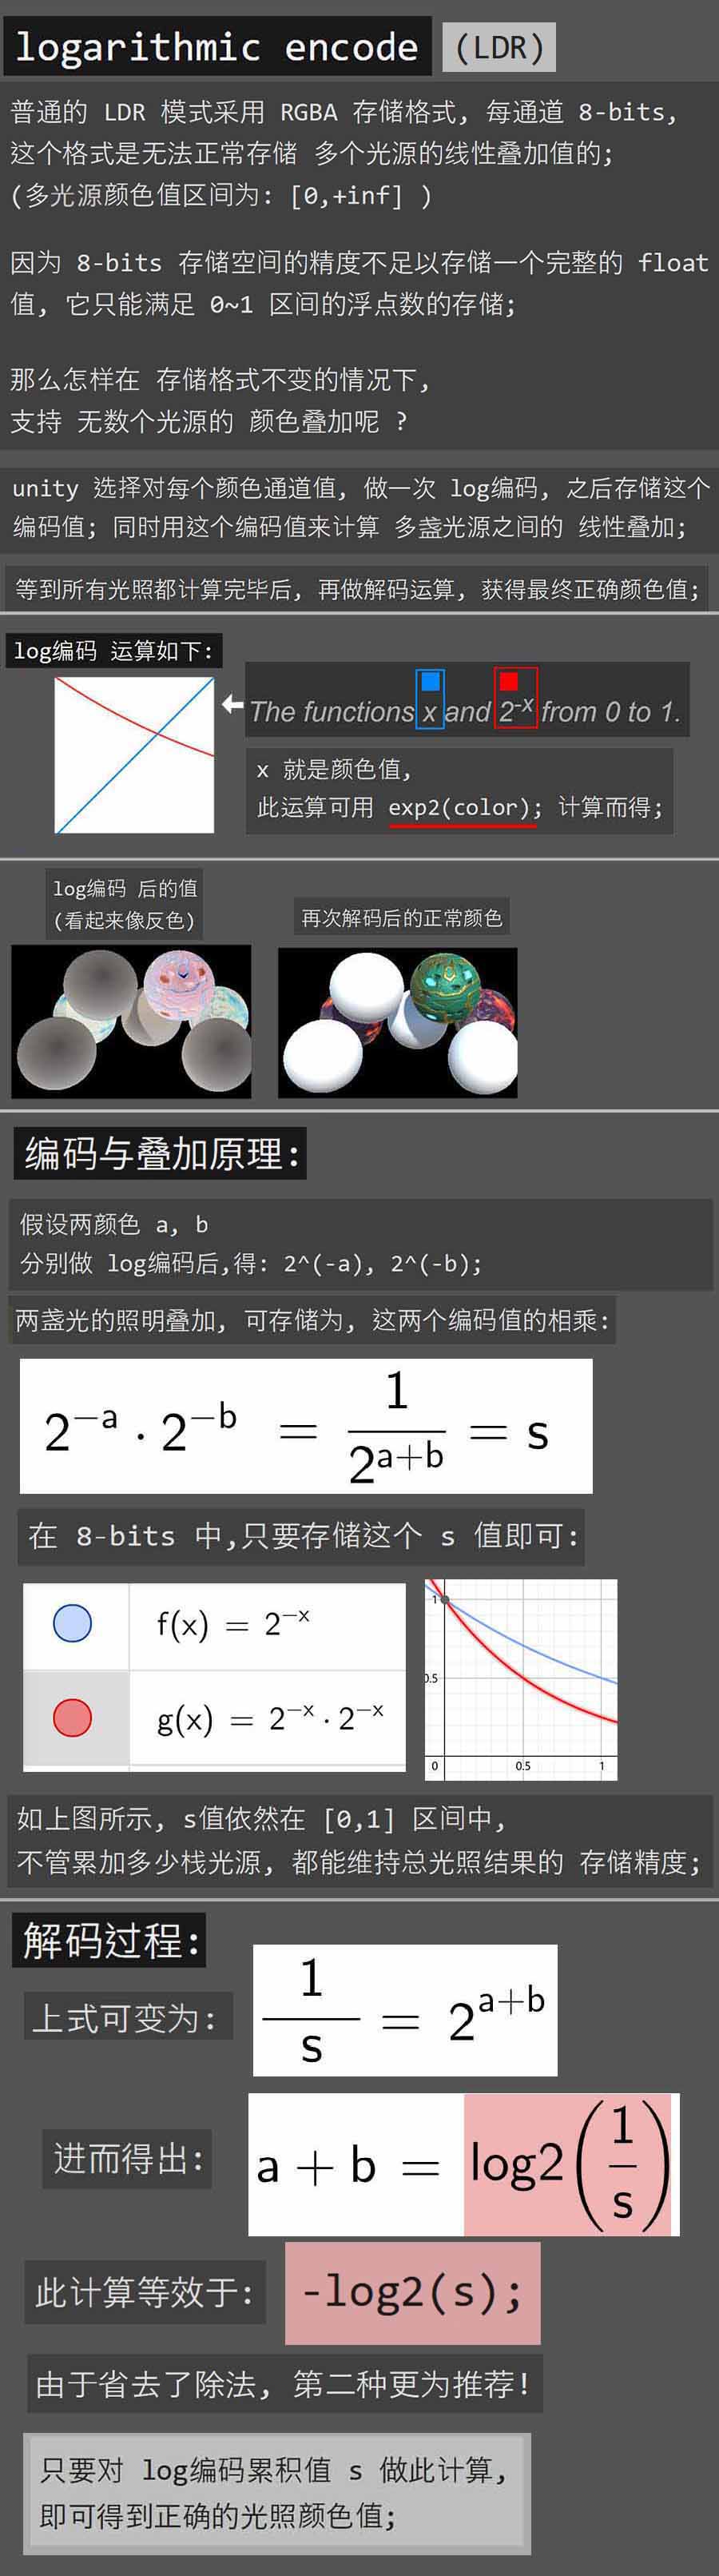 logarithmic encode (LDR)
普通的 LDR 模式采用 RGBA 存储格式, 每通道 8-bits,
这个格式是无法正常存储 多个光源的线性叠加值的;
(多光源颜色值区间为: [0,+inf] )
因为 8-bits 存储空间的精度不足以存储一个完整的 float
值, 它只能满足 0~1 区间的浮点数的存储;
那么怎样在 存储格式不变的情况下,
支持 无数个光源的 颜色叠加呢 ?
unity 选择对每个颜色通道值, 做一次 log编码, 之后存储这个
编码值; 同时用这个编码值来计算 多盏光源之间的 线性叠加;
等到所有光照都计算完毕后, 再做解码运算, 获得最终正确颜色值;
log编码 运算如下:
The functions x and 2^-x from 0 to 1.
x 就是颜色值,
此运算可用 exp2(color); 计算而得;
log编码 后的值
(看起来像反色)
再次解码后的正常颜色
编码与叠加原理:
假设两颜色 a, b
分别做 log编码后,得: 2^(-a), 2^(-b);
两盏光的照明叠加, 可存储为, 这两个编码值的相乘:
2^{-a} · 2^{-b} = 1/2^{a+b} = s
在 8-bits 中,只要存储这个 s 值即可:
f(x) = 2^{-x}
g(x) = 2^{-x} · 2^{-x}
1
0.5
0 0.5 1
如上图所示, s值依然在 [0,1] 区间中,
不管累加多少栈光源, 都能维持总光照结果的 存储精度;
解码过程:
上式可变为:
1/s = 2^{a+b}
进而得出:
a + b = log2(1/s)
此计算等效于: -log2(s);
由于省去了除法, 第二种更为推荐!
只要对 log编码累积值 s 做此计算,
即可得到正确的光照颜色值;